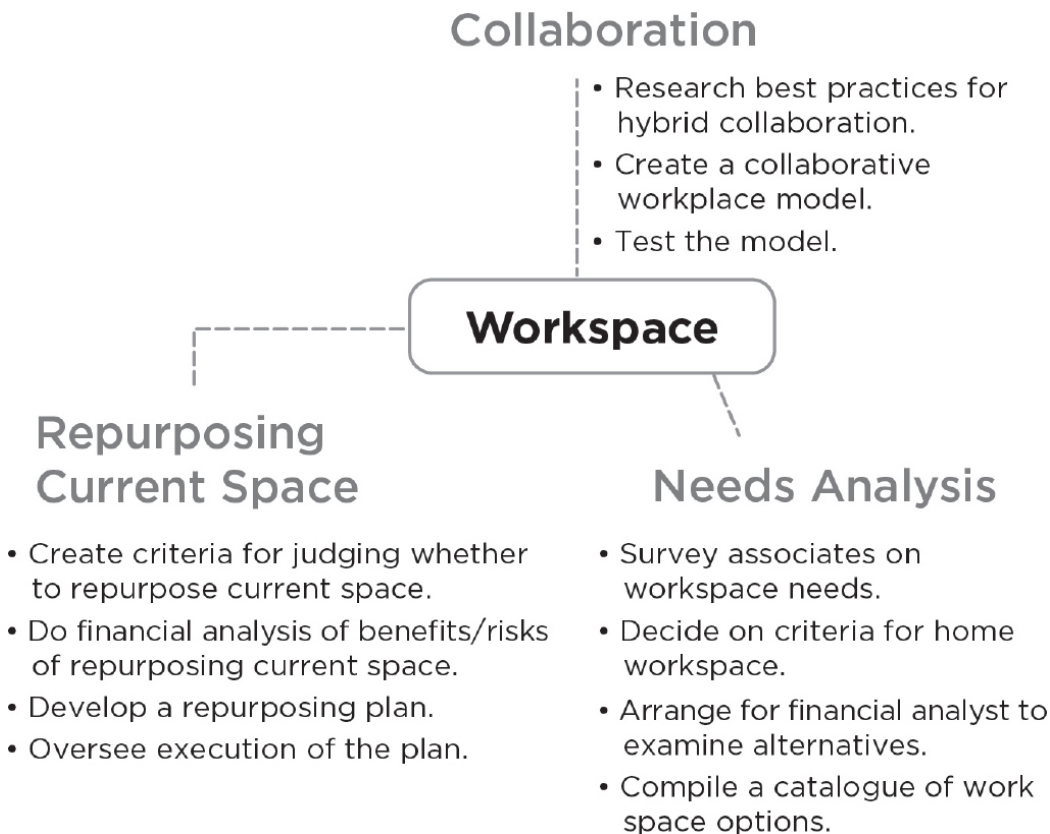 Collaboration
• Research best practices for
hybrid collaboration.
• Create a collaborative
workplace model.
• Test the model.
Workspace
Repurposing
Current Space
• Create criteria for judging whether
to repurpose current space.
• Do financial analysis of benefits/risks
of repurposing current space.
• Develop a repurposing plan.
• Oversee execution of the plan.
Needs Analysis
• Survey associates on
workspace needs.
• Decide on criteria for home
workspace.
• Arrange for financial analyst to
examine alternatives.
• Compile a catalogue of work
space options.